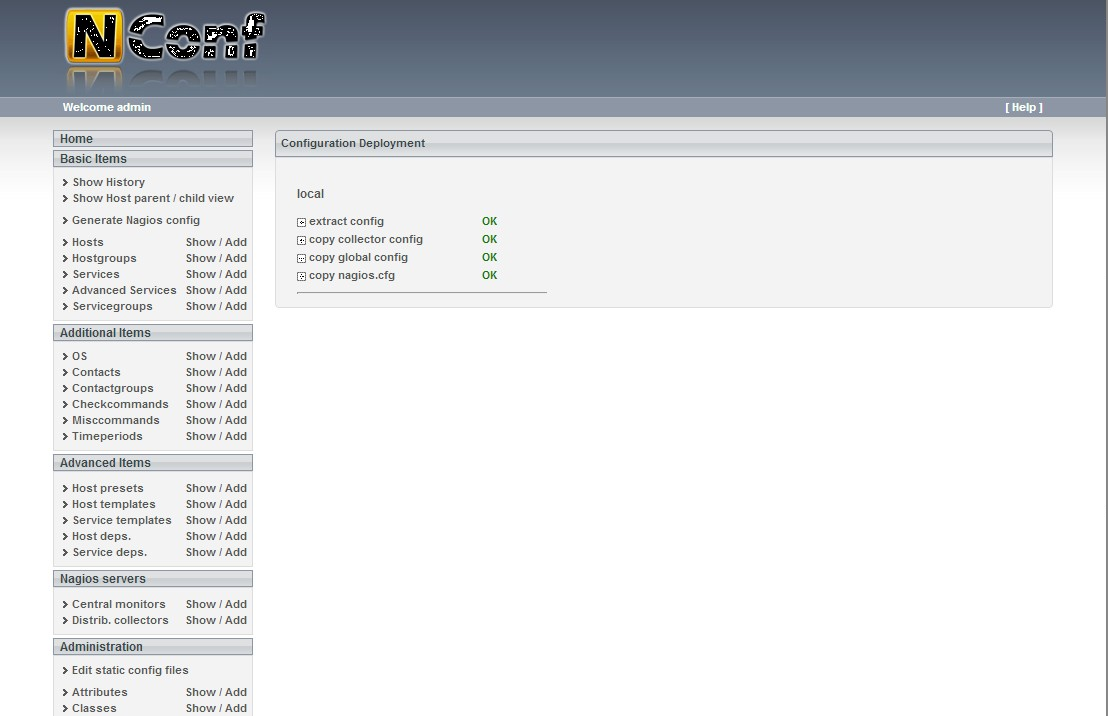 NConf
Welcome admin [ Help ]
Home
Basic Items
Show History
Show Host parent / child view
Generate Nagios config
Hosts Show / Add
Hostgroups Show / Add
Services Show / Add
Advanced Services Show / Add
Servicegroups Show / Add
Additional Items
OS Show / Add
Contacts Show / Add
Contactgroups Show / Add
Checkcommands Show / Add
Misccommands Show / Add
Timeperiods Show / Add
Advanced Items
Host presets Show / Add
Host templates Show / Add
Service templates Show / Add
Host deps. Show / Add
Service deps. Show / Add
Nagios servers
Central monitors Show / Add
Distrib. collectors Show / Add
Administration
Edit static config files
Attributes Show / Add
Classes Show / Add
Configuration Deployment
local
extract config OK
copy collector config OK
copy global config OK
copy nagios.cfg OK